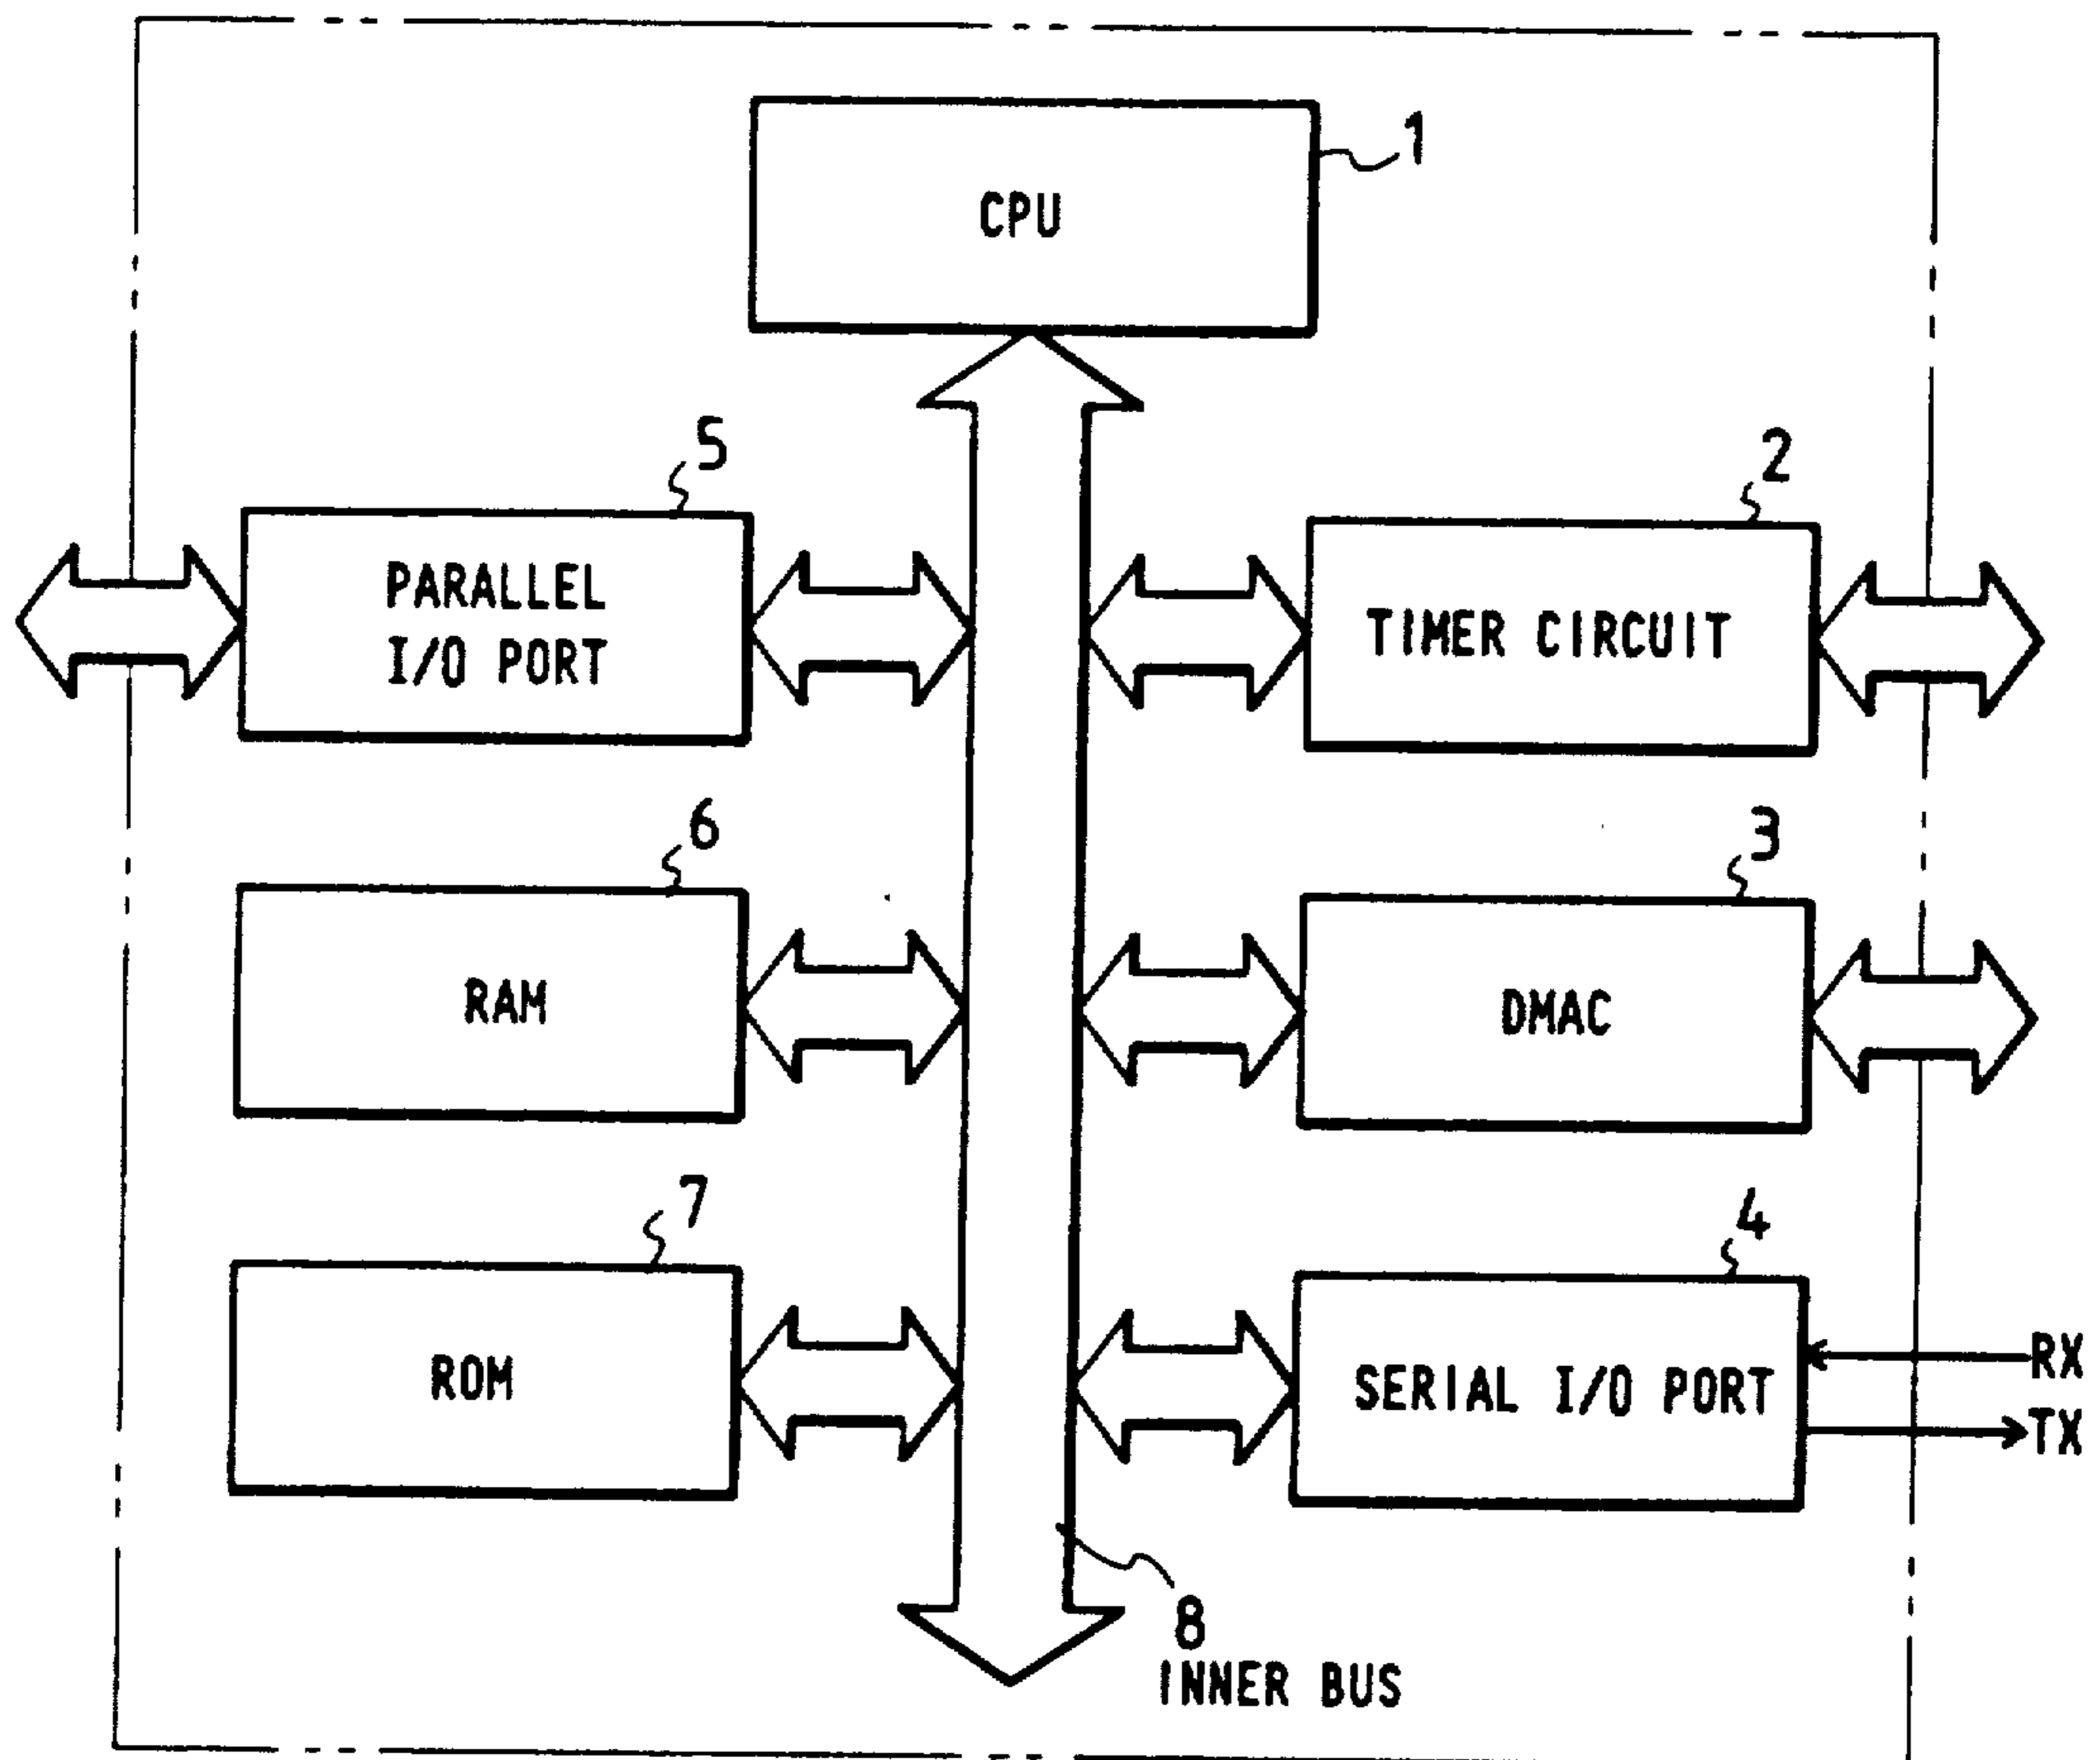 1
CPU
5
2
PARALLEL
I/O PORT
TIMER CIRCUIT
6
3
RAM
DMAC
7
4
ROM
SERIAL I/O PORT
RX
TX
8
INNER BUS